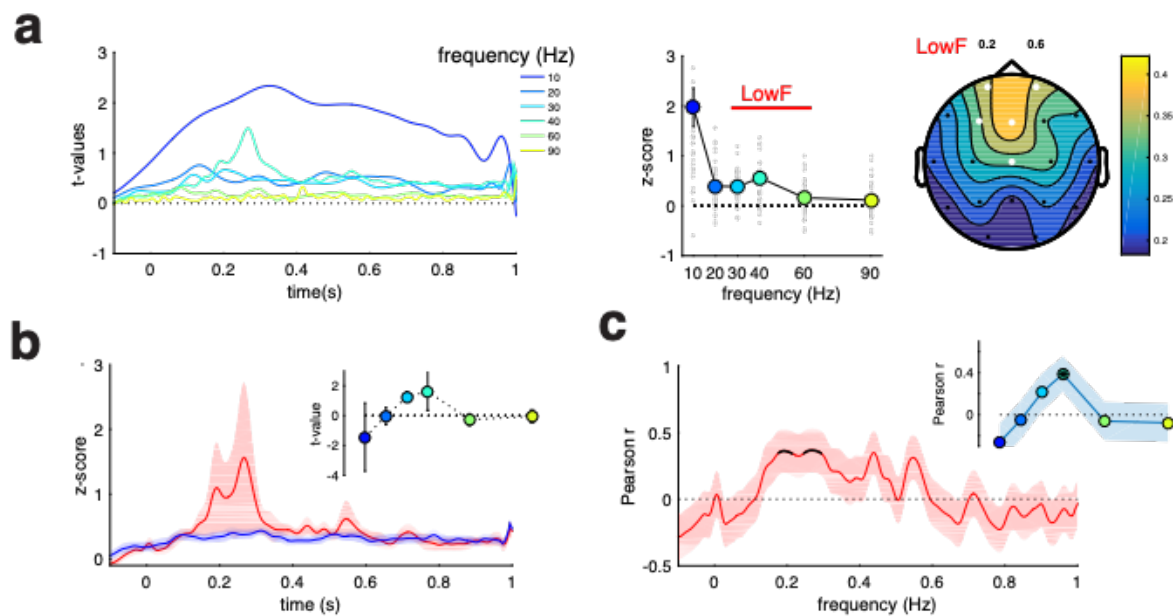 a
frequency (Hz)
10
20
30
40
60
90
3
2
1
0
-1
t-values
0 0.2 0.4 0.6 0.8 1
time(s)
3
2
1
0
-1
z-score
LowF
10 20 30 40 60 90
frequency (Hz)
LowF 0.2 0.6
0.4
0.35
0.3
0.25
0.2
b
3
2
1
0
z-score
0 0.2 0.4 0.6 0.8 1
time (s)
2
0
-2
-4
t-value
c
1
0.5
0
-0.5
Pearson r
0 0.2 0.4 0.6 0.8 1
frequency (Hz)
0.4
0
Pearson r